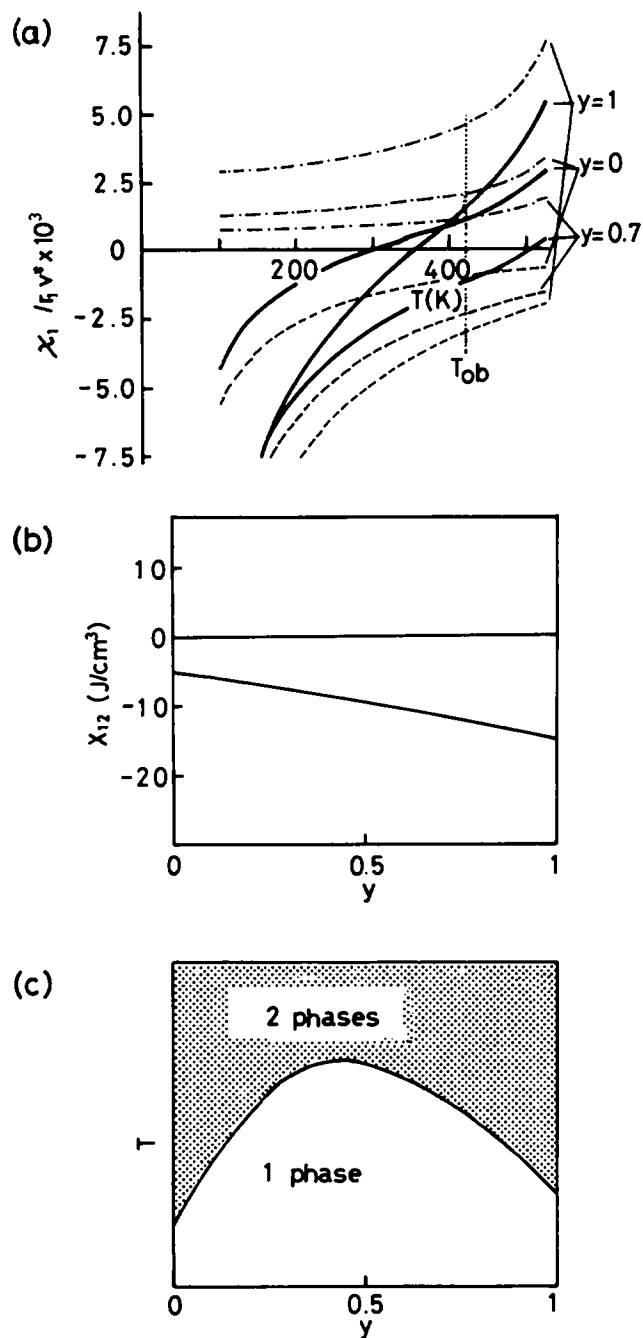 (a)
7.5
5.0
2.5
0
-2.5
-5.0
-7.5
χ₁ /r₁ v* × 10³
200
400
T(K)
Tob
y=1
y=0
y=0.7
(b)
10
0
-10
-20
X₁₂ (J/cm³)
0
0.5
1
y
(c)
2 phases
1 phase
T
0
0.5
1
y